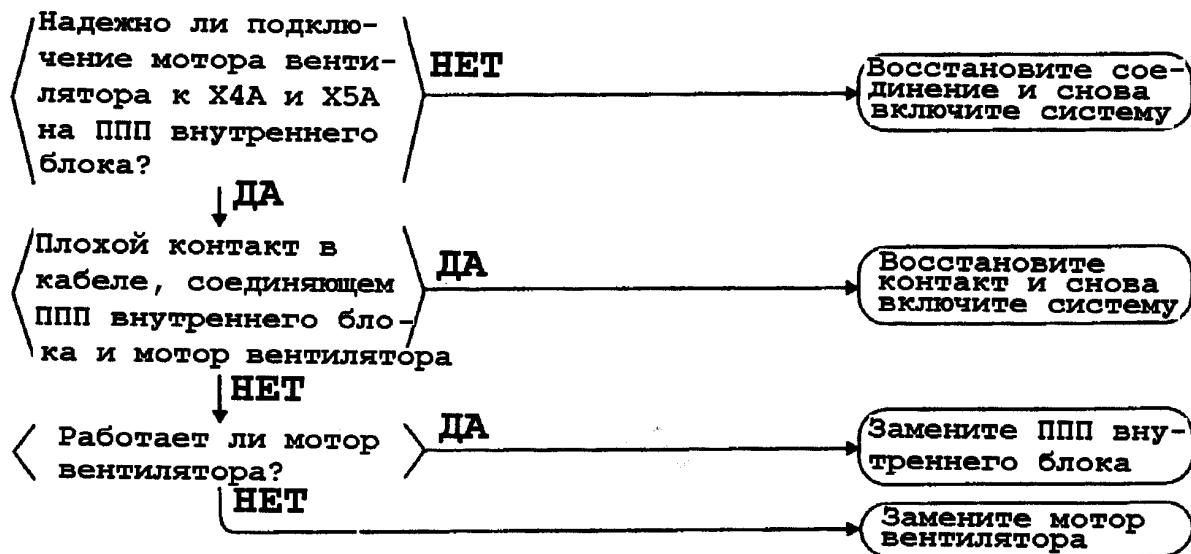 Надежно ли подклю-
чение мотора венти-
лятора к X4A и X5A
на ППП внутреннего
блока?
НЕТ
Восстановите сое-
динение и снова
включите систему
ДА
Плохой контакт в
кабеле, соединяющем
ППП внутреннего бло-
ка и мотор вентилятора
ДА
Восстановите
контакт и снова
включите систему
НЕТ
Работает ли мотор
вентилятора?
ДА
Замените ППП вну-
треннего блока
НЕТ
Замените мотор
вентилятора